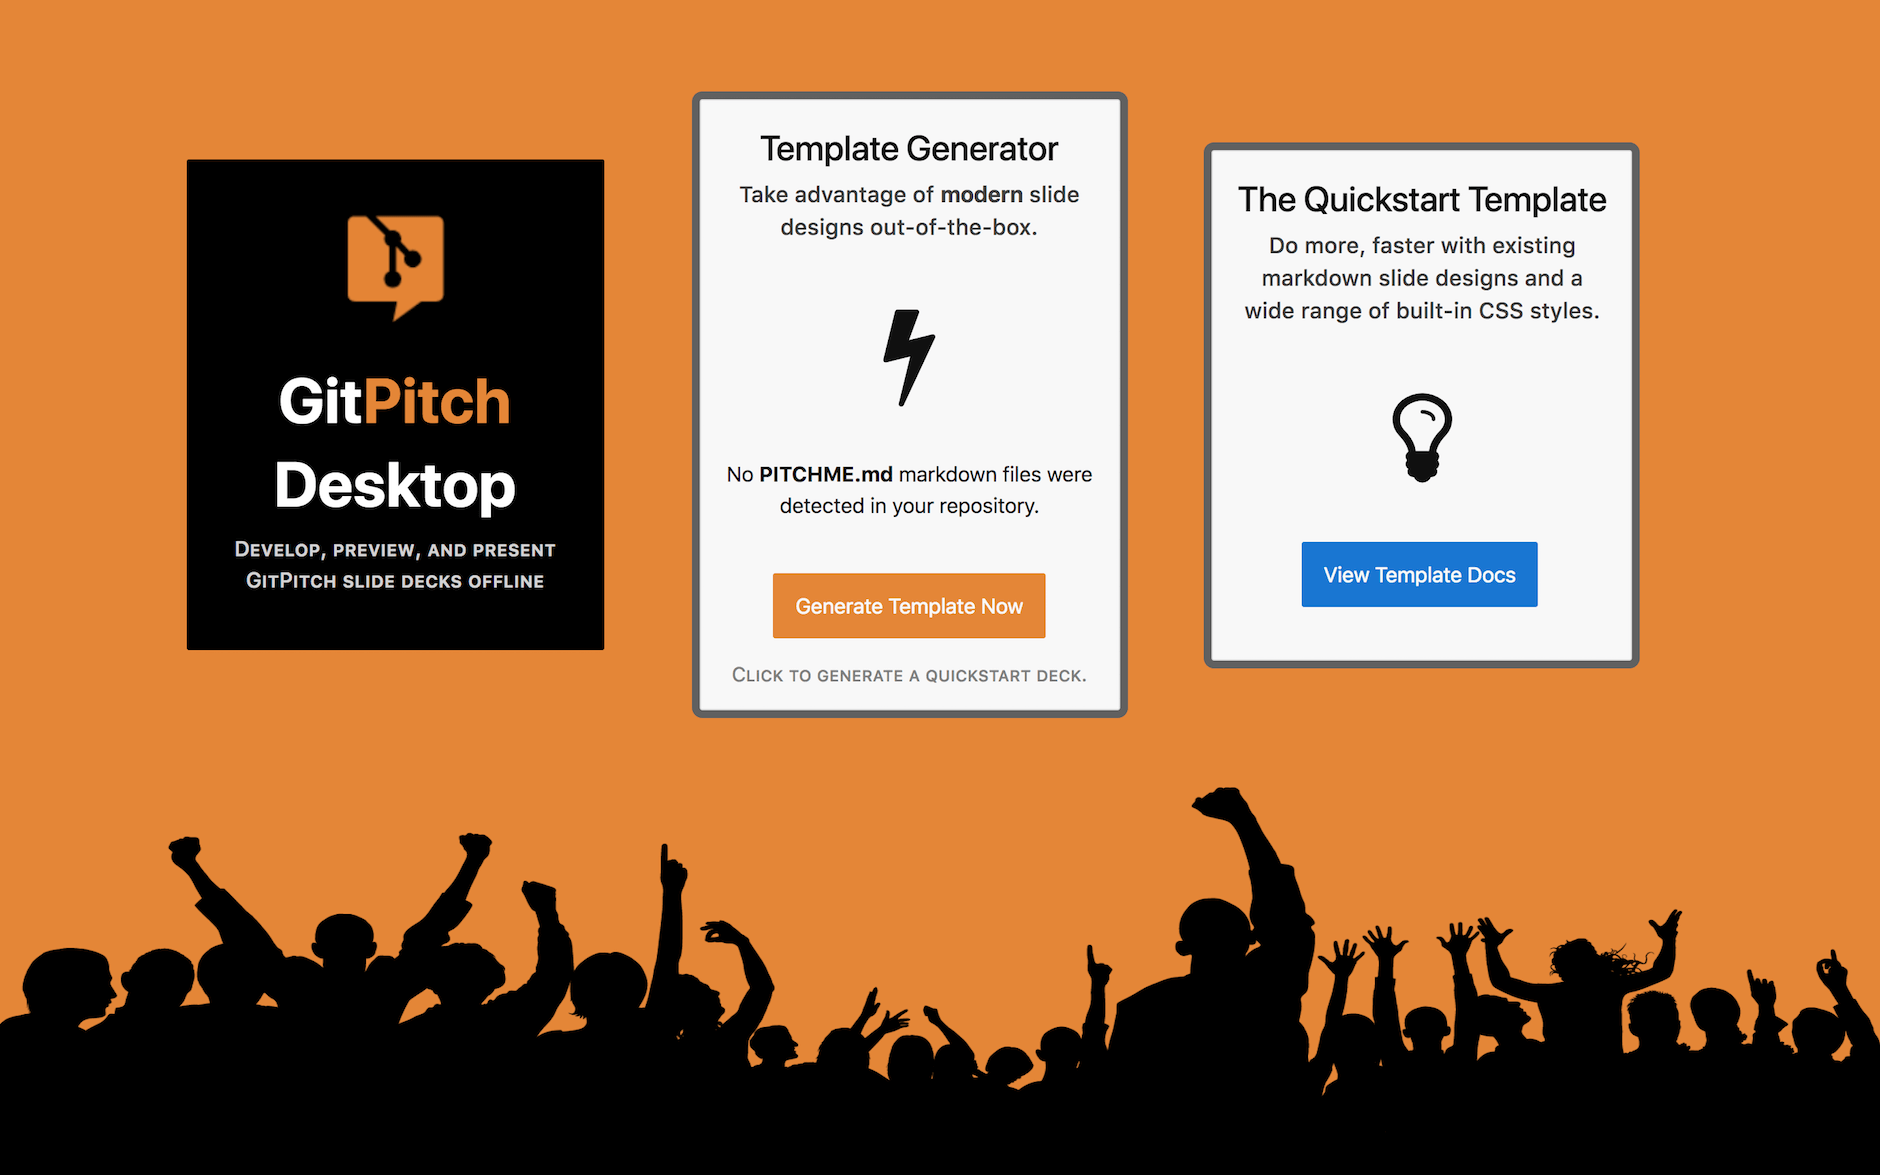 GitPitch
Desktop
Develop, preview, and present
GitPitch slide decks offline
Template Generator
Take advantage of modern slide
designs out-of-the-box.
No PITCHME.md markdown files were
detected in your repository.
Generate Template Now
Click to generate a quickstart deck.
The Quickstart Template
Do more, faster with existing
markdown slide designs and a
wide range of built-in CSS styles.
View Template Docs